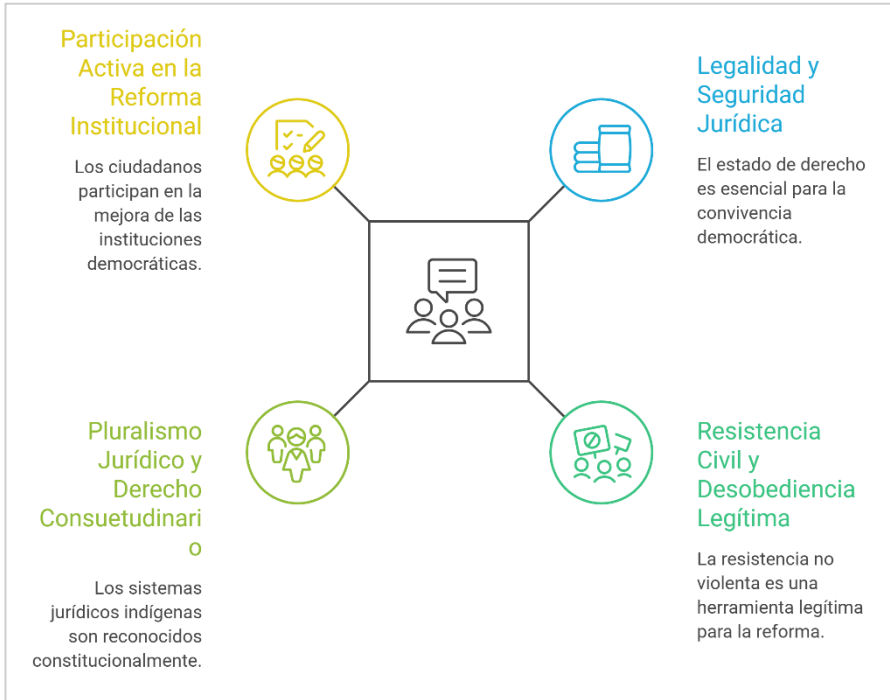 Participación
Activa en la
Reforma
Institucional
Los ciudadanos
participan en la
mejora de las
instituciones
democráticas.
Legalidad y
Seguridad
Jurídica
El estado de derecho
es esencial para la
convivencia
democrática.
Pluralismo
Jurídico y
Derecho
Consuetudinari
o
Los sistemas
jurídicos indígenas
son reconocidos
constitucionalmente.
Resistencia
Civil y
Desobediencia
Legítima
La resistencia no
violenta es una
herramienta legítima
para la reforma.